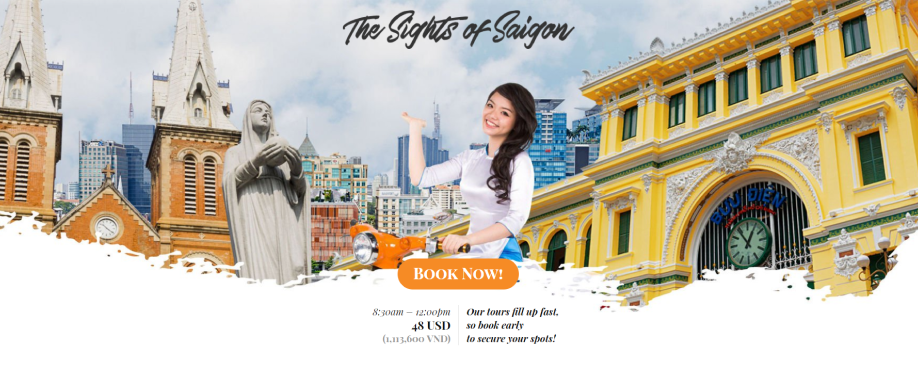 The Sights of Saigon
BƯU ĐIỆN
Book Now!
8:30am – 12:00pm
48 USD
(1,113,600 VND)
Our tours fill up fast,
so book early
to secure your spots!